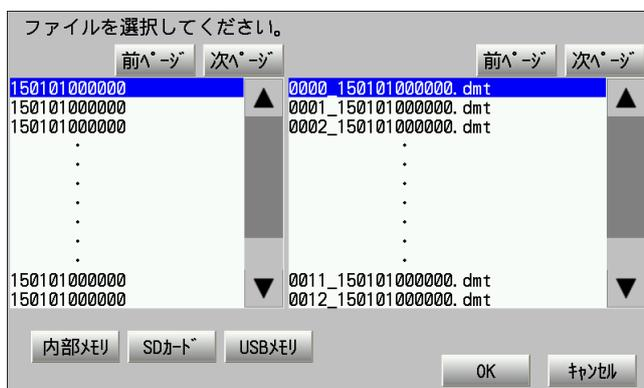 ファイルを選択してください。
前ﾍﾟｰｼﾞ 次ﾍﾟｰｼﾞ 前ﾍﾟｰｼﾞ 次ﾍﾟｰｼﾞ
150101000000 0000_150101000000.dmt
150101000000 0001_150101000000.dmt
150101000000 0002_150101000000.dmt
150101000000 0011_150101000000.dmt
150101000000 0012_150101000000.dmt
内部ﾒﾓﾘ SDｶｰﾄﾞ USBﾒﾓﾘ
OK ｷｬﾝｾﾙ